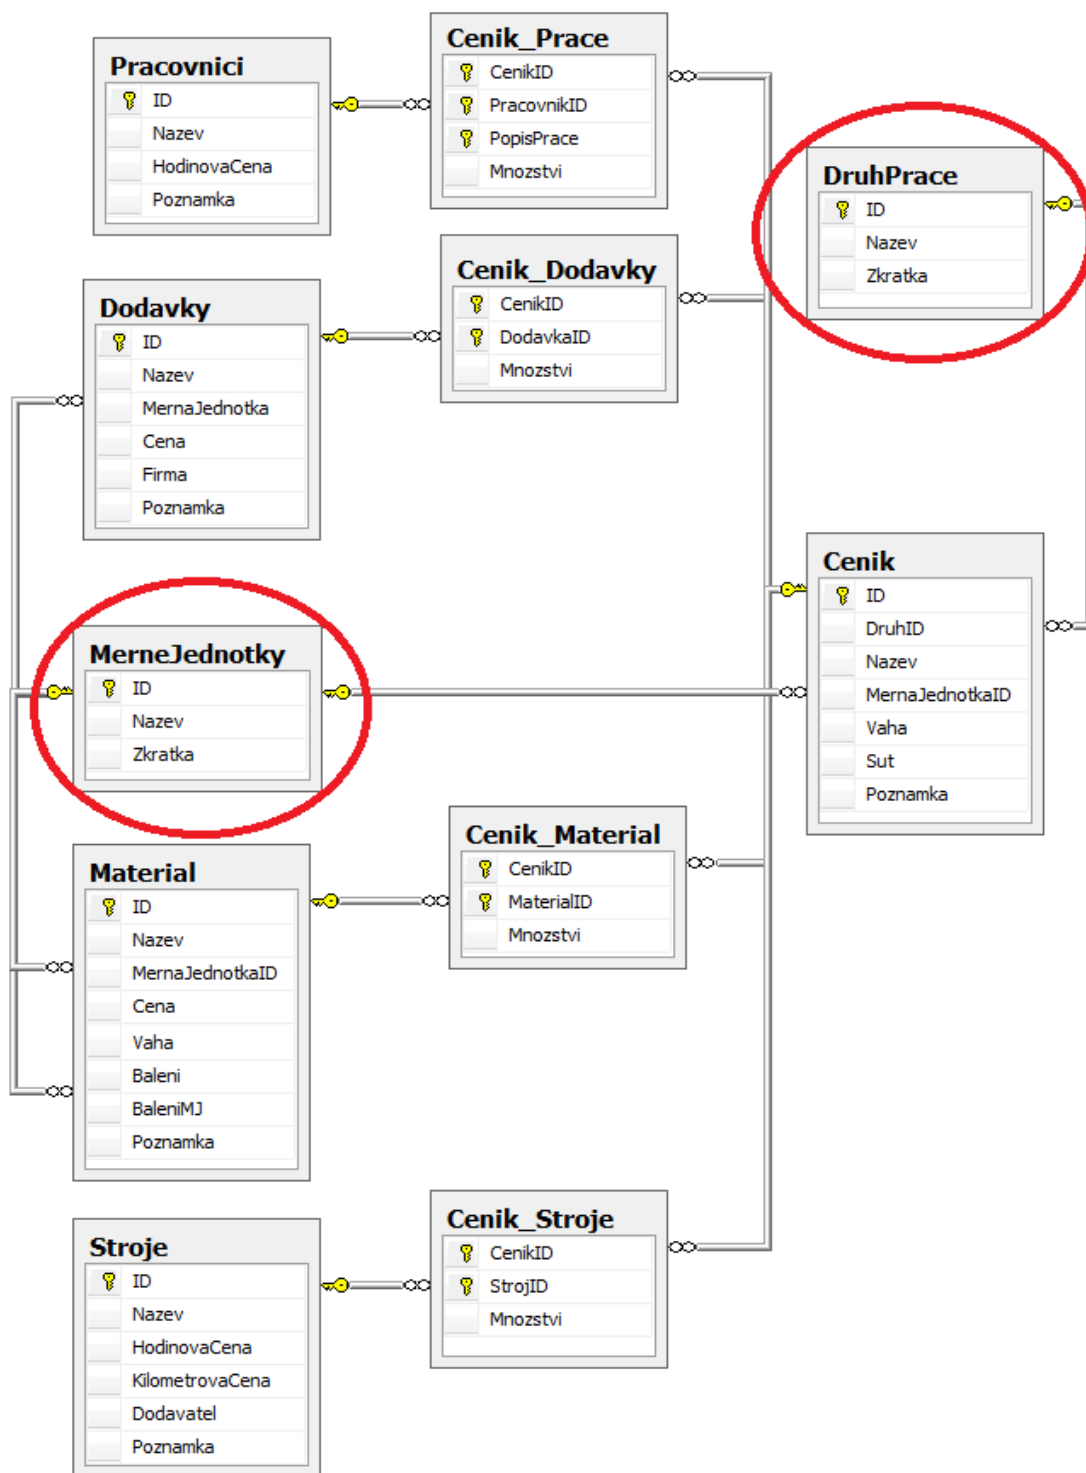 Pracovnici
ID
Nazev
HodinovaCena
Poznamka
Cenik_Prace
CenikID
PracovnikID
PopisPrace
Mnozstvi
DruhPrace
ID
Nazev
Zkratka
Cenik_Dodavky
CenikID
DodavkaID
Mnozstvi
Dodavky
ID
Nazev
MernaJednotka
Cena
Firma
Poznamka
Cenik
ID
DruhID
Nazev
MernaJednotkaID
Vaha
Sut
Poznamka
MerneJednotky
ID
Nazev
Zkratka
Cenik_Material
CenikID
MaterialID
Mnozstvi
Material
ID
Nazev
MernaJednotkaID
Cena
Vaha
Baleni
BaleniMJ
Poznamka
Cenik_Stroje
CenikID
StrojID
Mnozstvi
Stroje
ID
Nazev
HodinovaCena
KilometrovaCena
Dodavatel
Poznamka